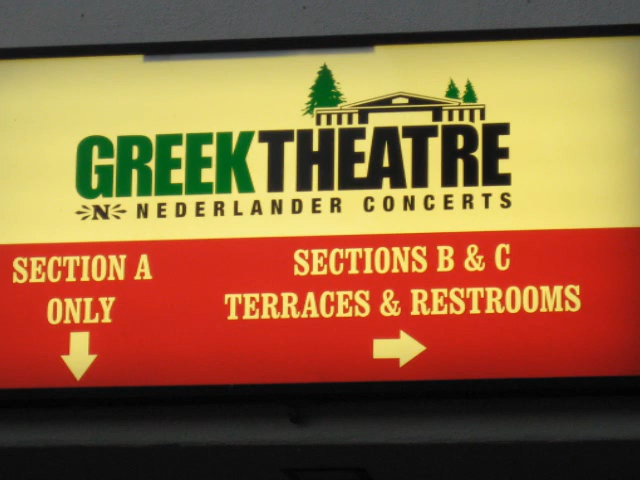 GREEK THEATRE
N NEDERLANDER CONCERTS
SECTION A
ONLY
SECTIONS B & C
TERRACES & RESTROOMS